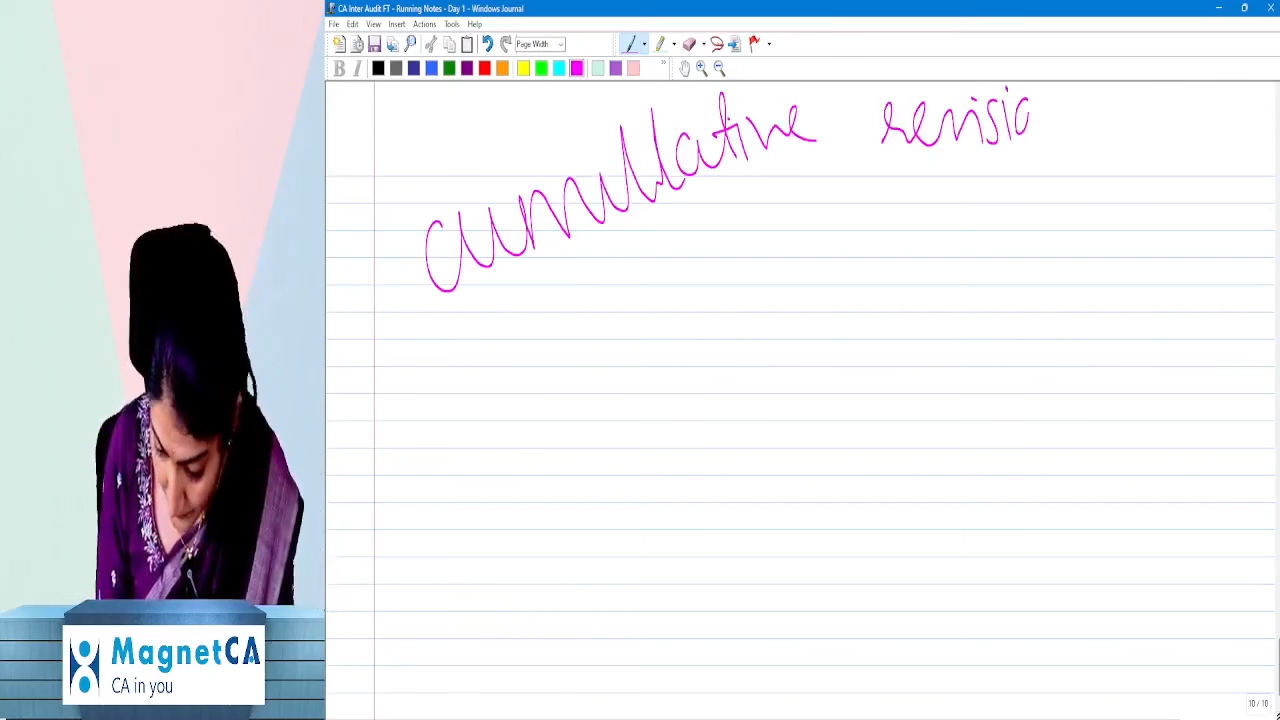 CA Inter Audit FT - Running Notes - Day 1 - Windows Journal
File Edit View Insert Actions Tools Help
Page Width
B I
cumullative revisio
MagnetCA
CA in you
10 / 10